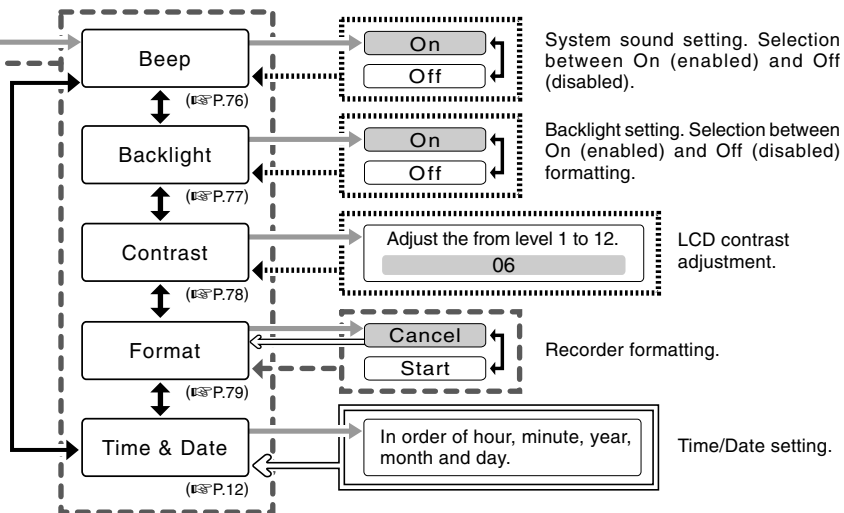 Beep
On
Off
System sound setting. Selection
between On (enabled) and Off
(disabled).
(☞P.76)
Backlight
On
Off
Backlight setting. Selection between
On (enabled) and Off (disabled)
formatting.
(☞P.77)
Contrast
Adjust the from level 1 to 12.
06
LCD contrast
adjustment.
(☞P.78)
Format
Cancel
Start
Recorder formatting.
(☞P.79)
Time & Date
In order of hour, minute, year,
month and day.
Time/Date setting.
(☞P.12)